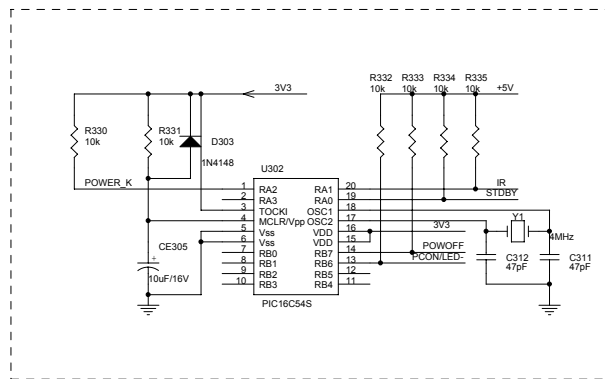 R332 R333 R334 R335
10k 10k 10k 10k
3V3
+5V
R330
10k
R331
10k
D303
1N4148
U302
POWER_K
1 RA2 RA1 20 IR
2 RA3 RA0 19 STDBY
3 TOCKI OSC1 18
4 MCLR/Vpp OSC2 17 Y1
5 Vss VDD 16 3V3 4MHz
6 Vss VDD 15
7 RB0 RB7 14 POWOFF
8 RB1 RB6 13 PCON/LED-
9 RB2 RB5 12
10 RB3 RB4 11
CE305
+
10uF/16V
C312
47pF
C311
47pF
PIC16C54S